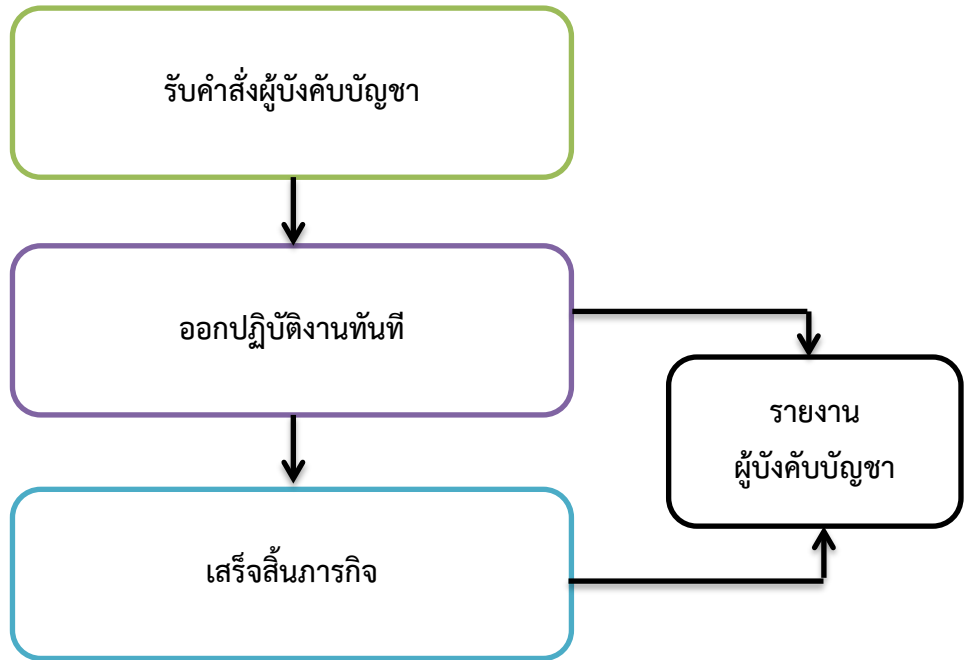 รับคำสั่งผู้บังคับบัญชา
ออกปฏิบัติงานทันที
รายงาน
ผู้บังคับบัญชา
เสร็จสิ้นภารกิจ